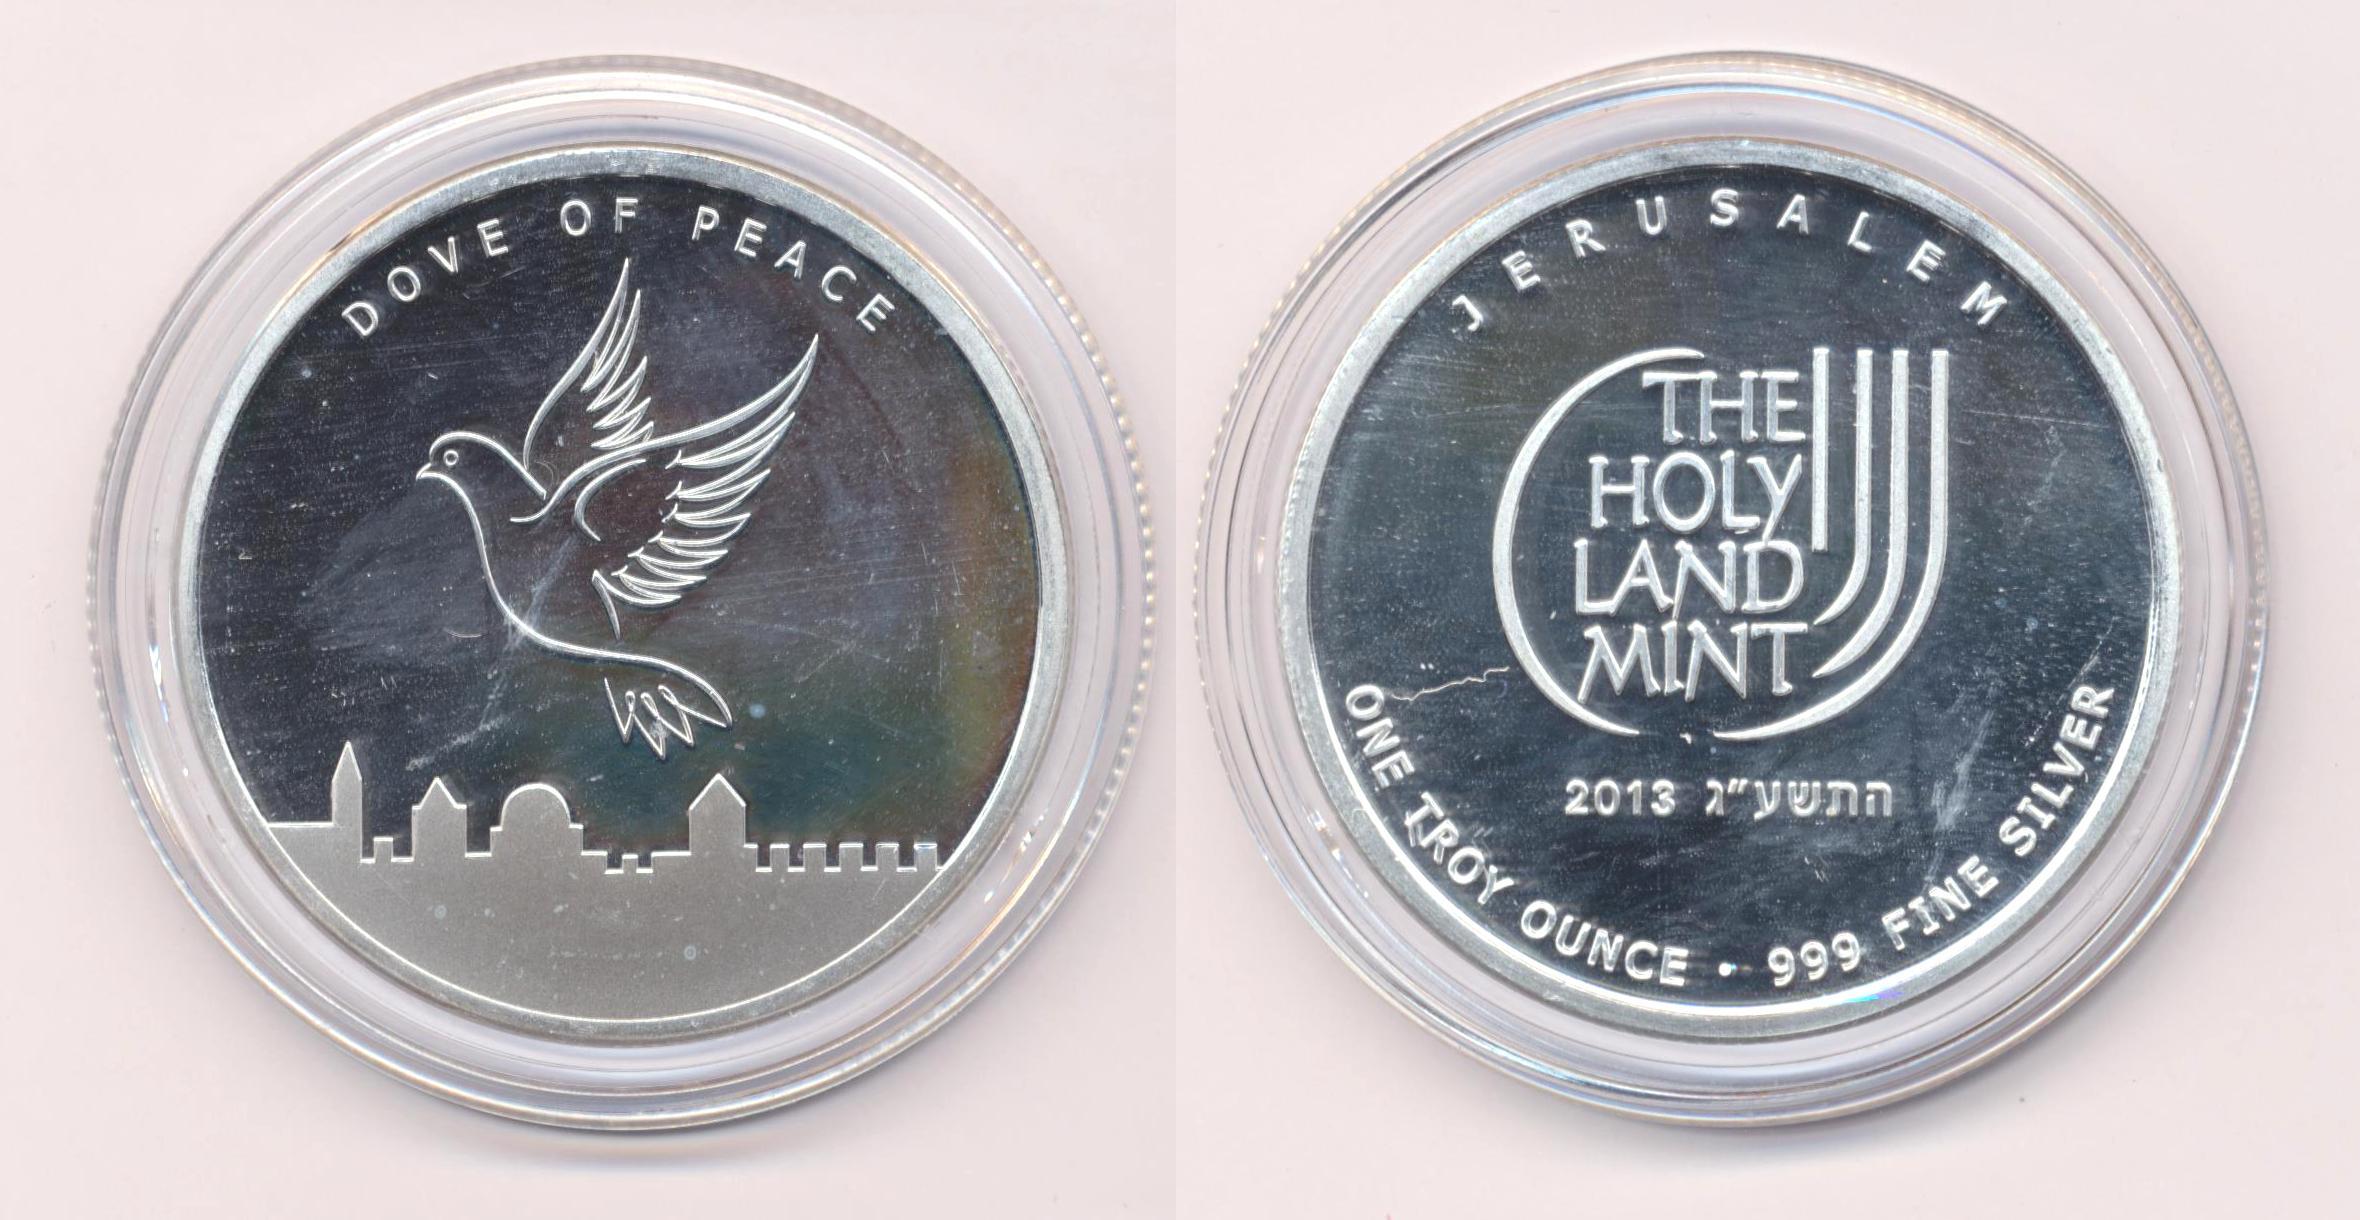 DOVE OF PEACE
JERUSALEM
THE
HOLY
LAND
MINT
2013 התשע״ג
ONE TROY OUNCE • 999 FINE SILVER